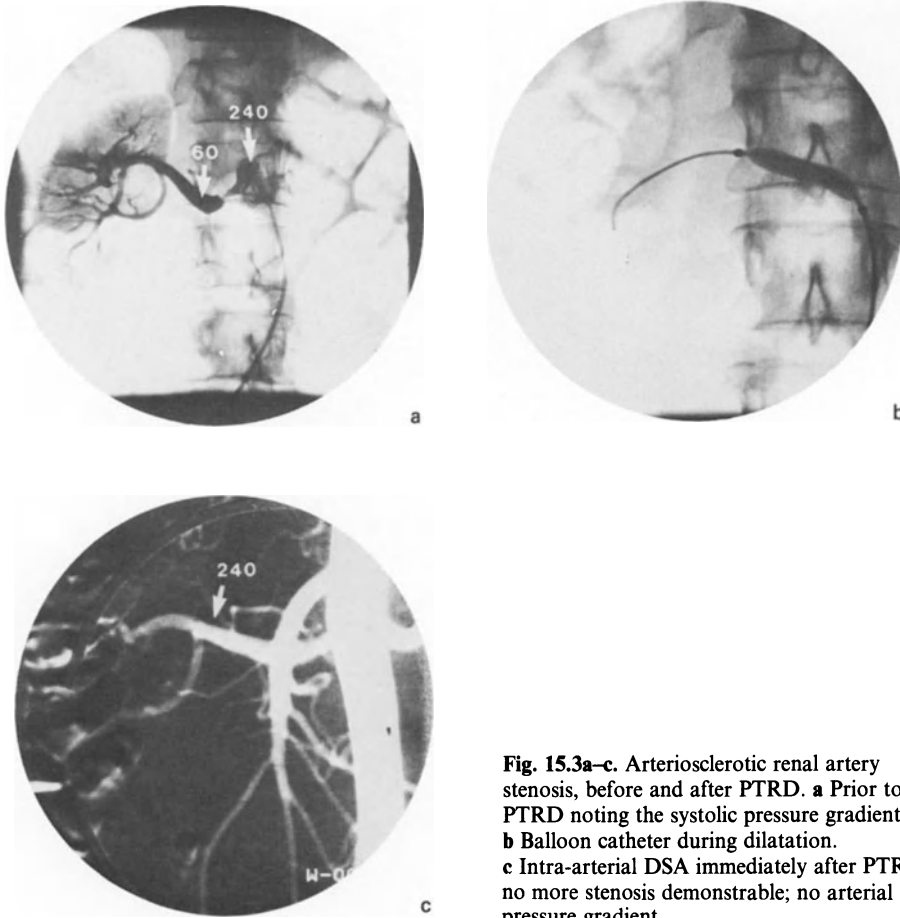 240
60
a
b
240
W-0
c
Fig. 15.3a–c. Arteriosclerotic renal artery
stenosis, before and after PTRD. a Prior to
PTRD noting the systolic pressure gradient
b Balloon catheter during dilatation.
c Intra-arterial DSA immediately after PTR
no more stenosis demonstrable; no arterial
pressure gradient